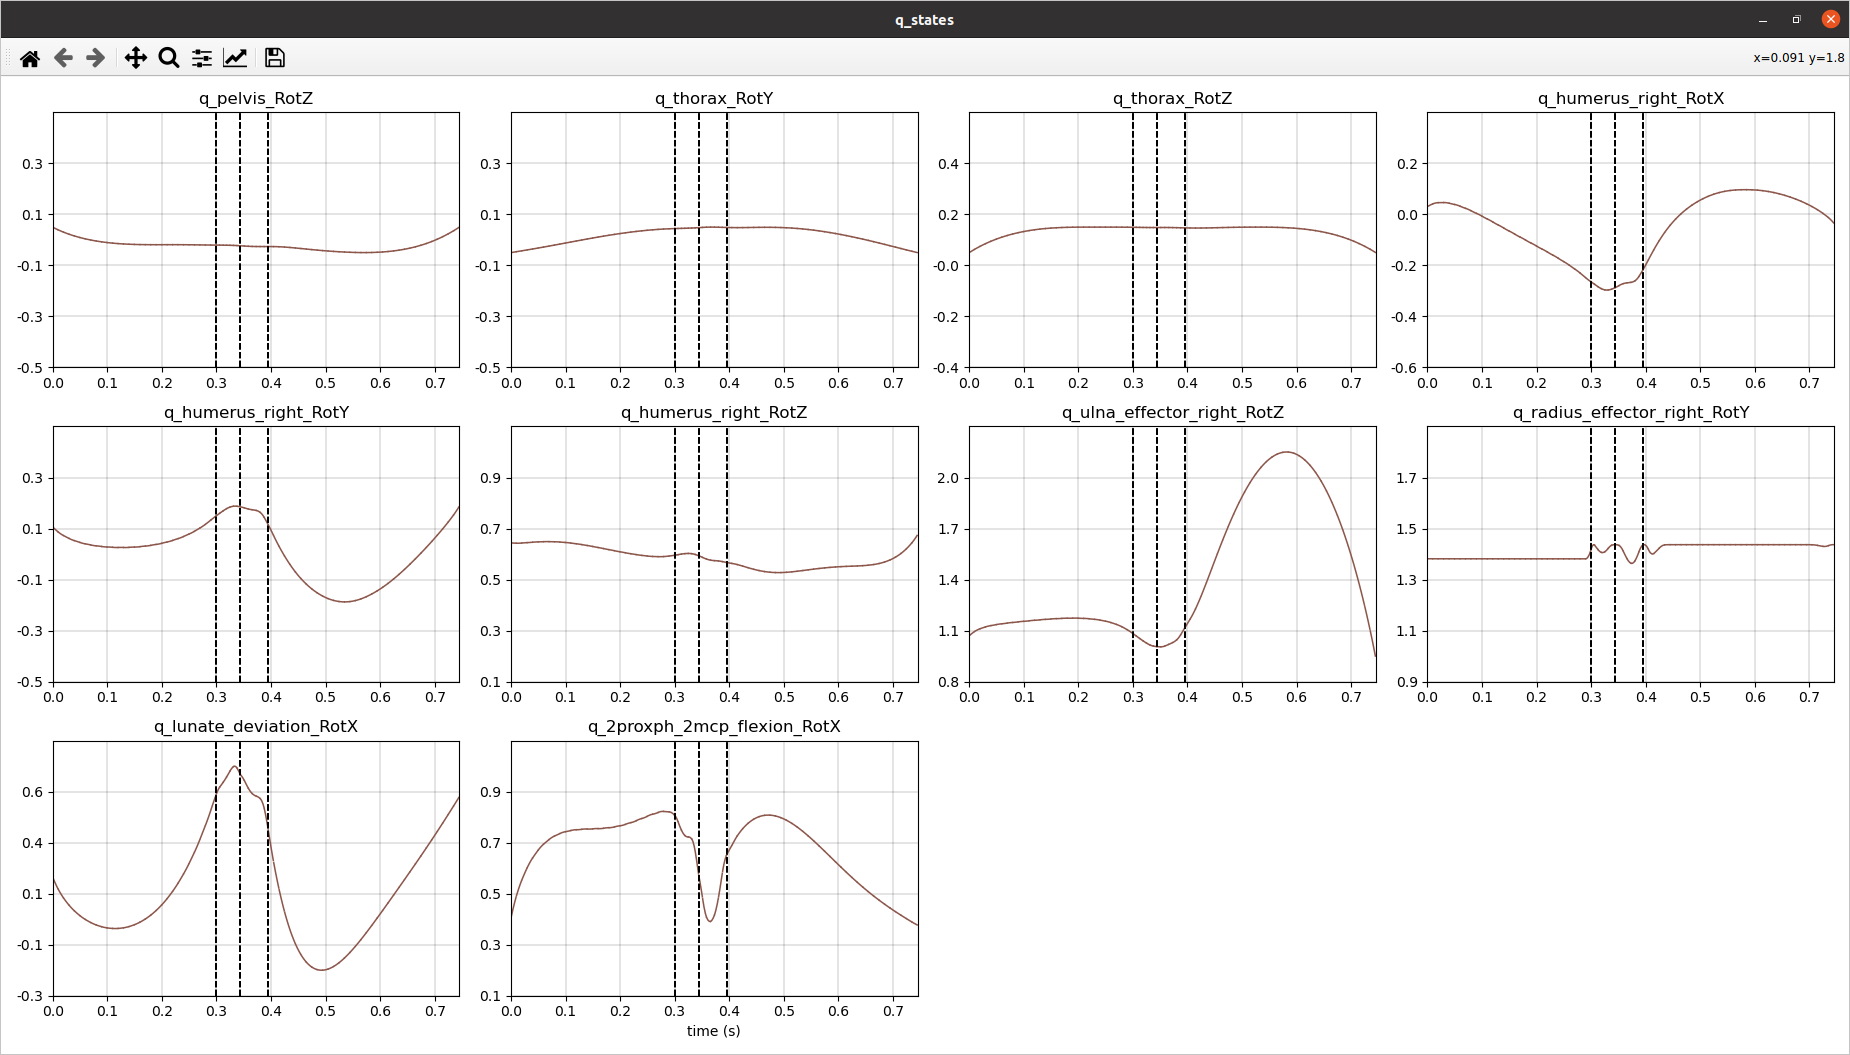 q_states
x=0.091 y=1.8
q_pelvis_RotZ
0.3
0.1
-0.1
-0.3
-0.5
0.0 0.1 0.2 0.3 0.4 0.5 0.6 0.7
q_thorax_RotY
0.3
0.1
-0.1
-0.3
-0.5
0.0 0.1 0.2 0.3 0.4 0.5 0.6 0.7
q_thorax_RotZ
0.4
0.2
-0.0
-0.2
-0.4
0.0 0.1 0.2 0.3 0.4 0.5 0.6 0.7
q_humerus_right_RotX
0.2
0.0
-0.2
-0.4
-0.6
0.0 0.1 0.2 0.3 0.4 0.5 0.6 0.7
q_humerus_right_RotY
0.3
0.1
-0.1
-0.3
-0.5
0.0 0.1 0.2 0.3 0.4 0.5 0.6 0.7
q_humerus_right_RotZ
0.9
0.7
0.5
0.3
0.1
0.0 0.1 0.2 0.3 0.4 0.5 0.6 0.7
q_ulna_effector_right_RotZ
2.0
1.7
1.4
1.1
0.8
0.0 0.1 0.2 0.3 0.4 0.5 0.6 0.7
q_radius_effector_right_RotY
1.7
1.5
1.3
1.1
0.9
0.0 0.1 0.2 0.3 0.4 0.5 0.6 0.7
q_lunate_deviation_RotX
0.6
0.4
0.1
-0.1
-0.3
0.0 0.1 0.2 0.3 0.4 0.5 0.6 0.7
q_2proxph_2mcp_flexion_RotX
0.9
0.7
0.5
0.3
0.1
0.0 0.1 0.2 0.3 0.4 0.5 0.6 0.7
time (s)